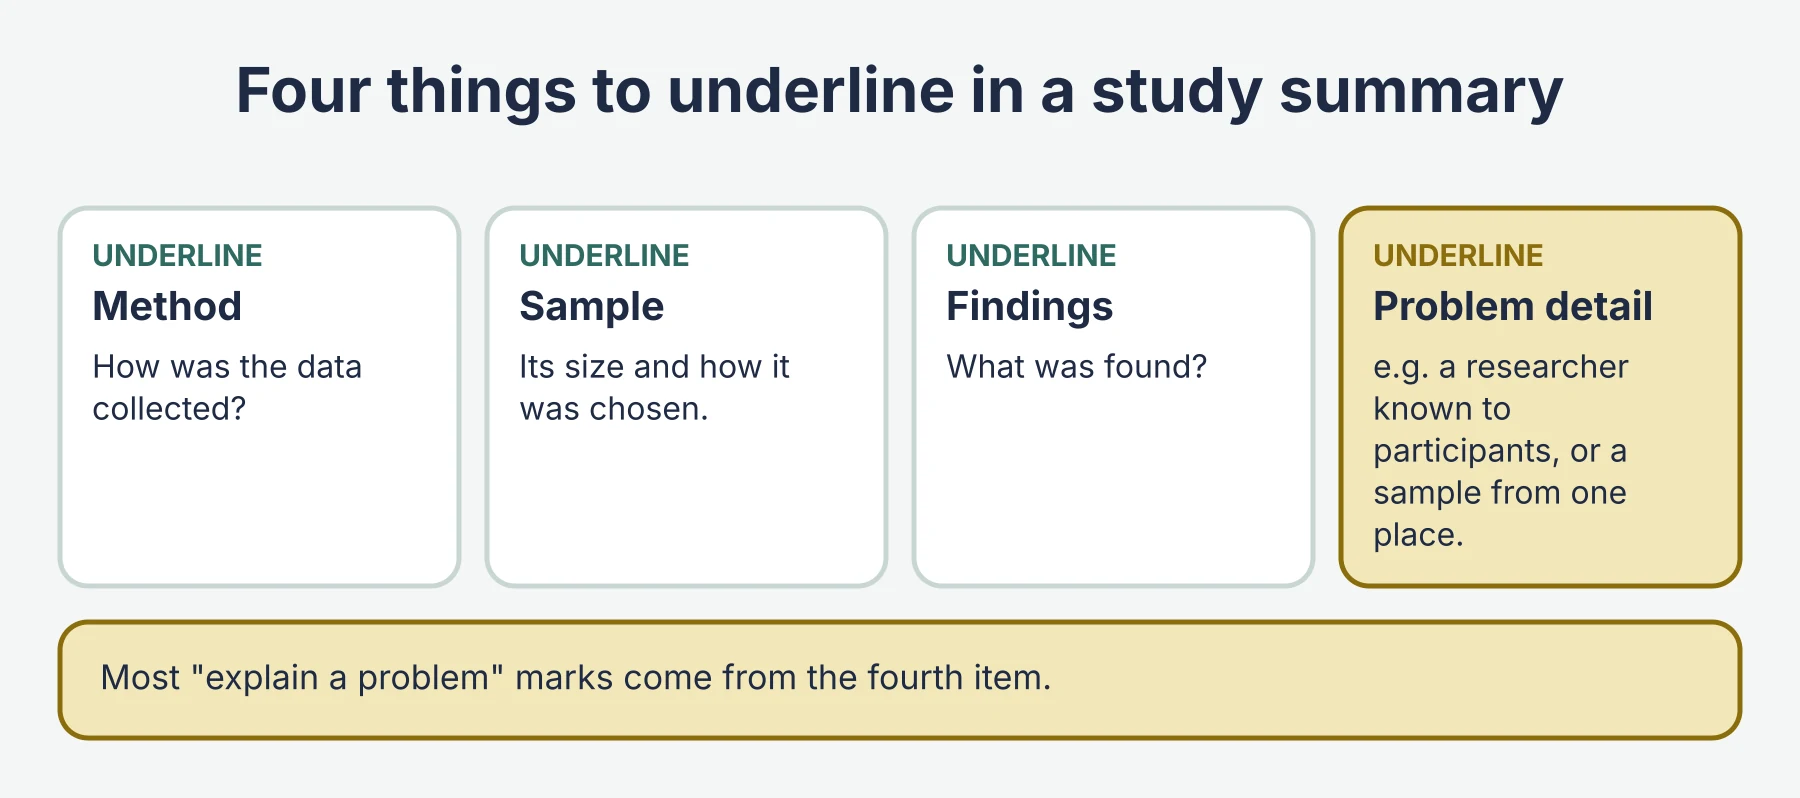 Four things to underline in a study summary
UNDERLINE
Method
How was the data
collected?
UNDERLINE
Sample
Its size and how it
was chosen.
UNDERLINE
Findings
What was found?
UNDERLINE
Problem detail
e.g. a researcher
known to
participants, or a
sample from one
place.
Most "explain a problem" marks come from the fourth item.